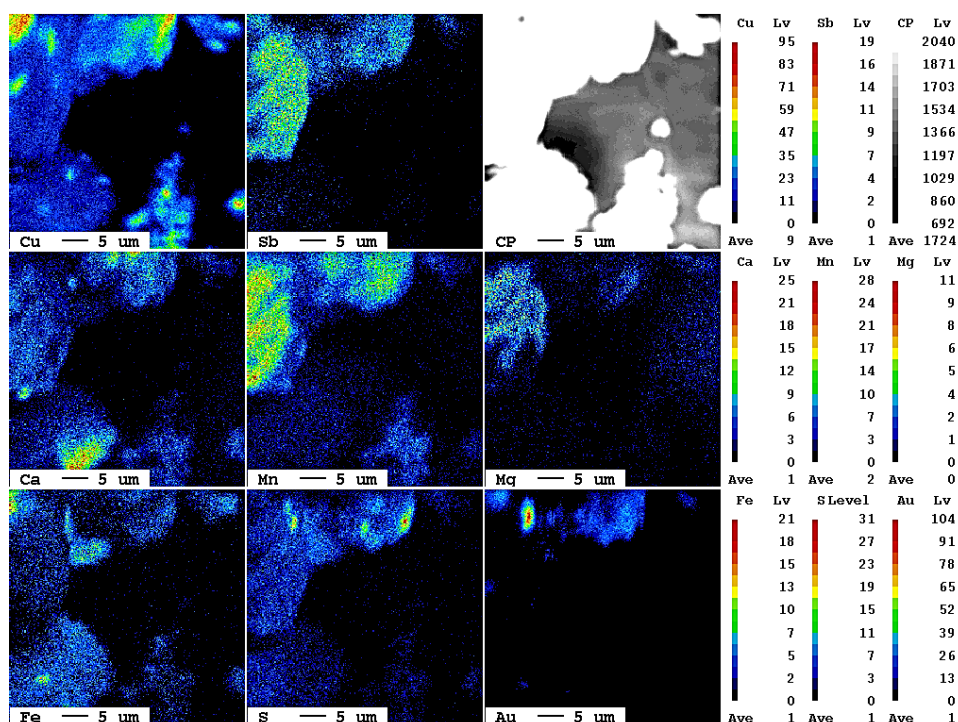 Cu Lv Sb Lv CP Lv
95 19 2040
83 16 1871
71 14 1703
59 11 1534
47 9 1366
35 7 1197
23 4 1029
11 2 860
0 0 692
Cu 5 um Sb 5 um CP 5 um Ave 9 Ave 1 Ave 1724
Ca Lv Mn Lv Mg Lv
25 28 11
21 24 9
18 21 8
15 17 6
12 14 5
9 10 4
6 7 2
3 3 1
0 0 0
Ca 5 um Mn 5 um Mg 5 um Ave 1 Ave 2 Ave 0
Fe Lv S Level Au Lv
21 31 104
18 27 91
15 23 78
13 19 65
10 15 52
7 11 39
5 7 26
2 3 13
0 0 0
Fe 5 um S 5 um Au 5 um Ave 1 Ave 1 Ave 1